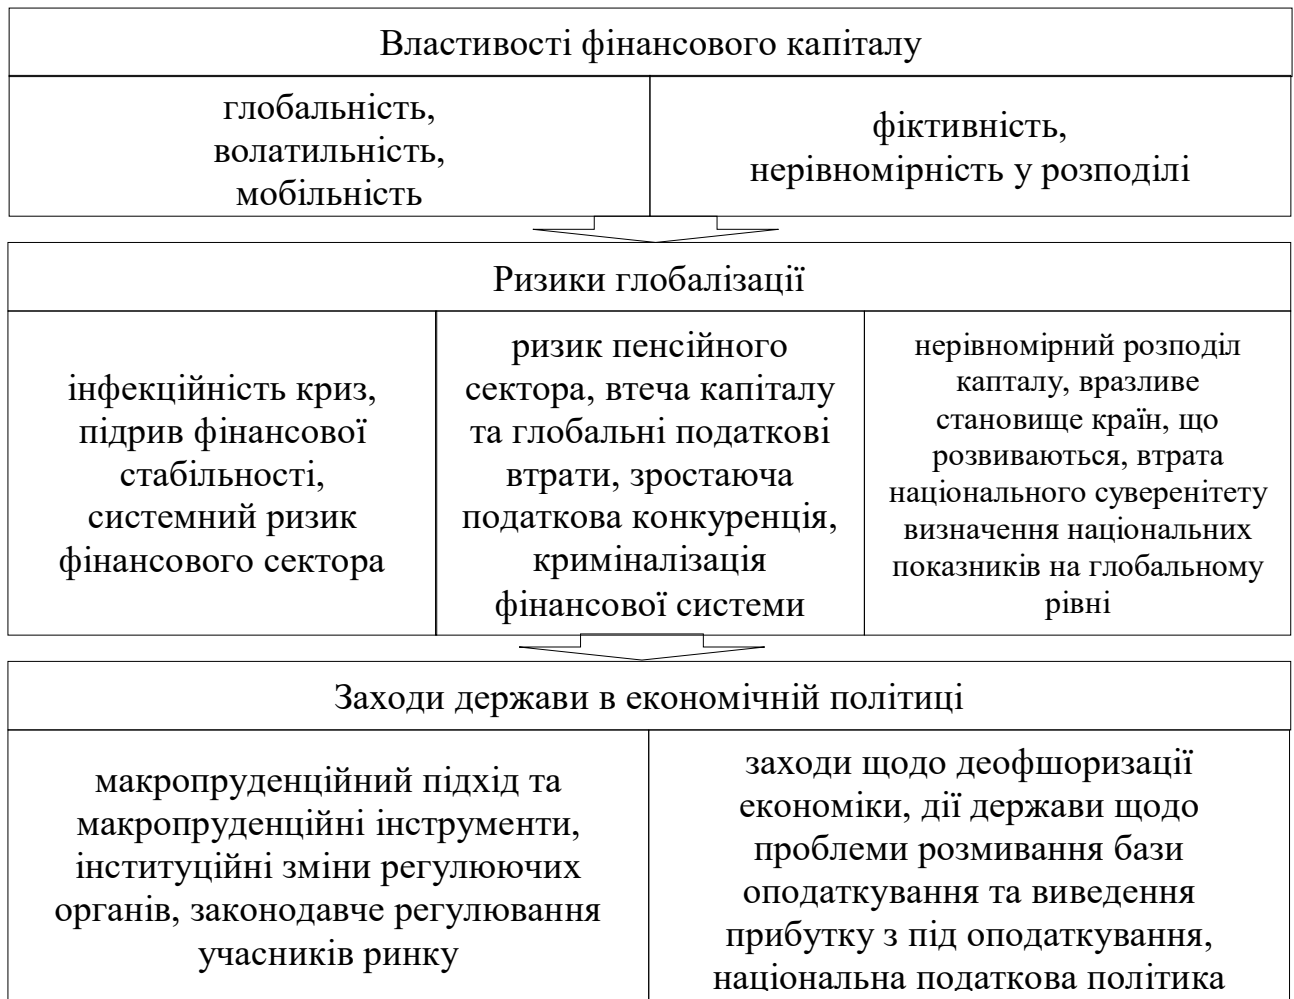 Властивості фінансового капіталу
глобальність,
волатильність,
мобільність
фіктивність,
нерівномірність у розподілі
Ризики глобалізації
інфекційність криз,
підрив фінансової
стабільності,
системний ризик
фінансового сектора
ризик пенсійного
сектора, втеча капіталу
та глобальні податкові
втрати, зростаюча
податкова конкуренція,
криміналізація
фінансової системи
нерівномірний розподіл
капталу, вразливе
становище країн, що
розвиваються, втрата
національного суверенітету
визначення національних
показників на глобальному
рівні
Заходи держави в економічній політиці
макропруденційний підхід та
макропруденційні інструменти,
інституційні зміни регулюючих
органів, законодавче регулювання
учасників ринку
заходи щодо деофшоризації
економіки, дії держави щодо
проблеми розмивання бази
оподаткування та виведення
прибутку з під оподаткування,
національна податкова політика